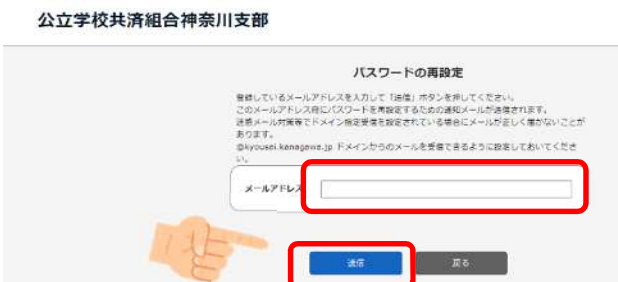 公立学校共済組合神奈川支部
パスワードの再設定
登録しているメールアドレスを入力して「送信」ボタンを押してください。
このメールアドレス宛にパスワードを再設定するための通知メールが送信されます。
迷惑メール対策等でドメイン指定受信を設定されている場合にメールが正しく届かないことが
あります。
@kyousai.kanagawa.jp ドメインからのメールを受信できるように設定しておいてくださ
い。
メールアドレス
送信
戻る